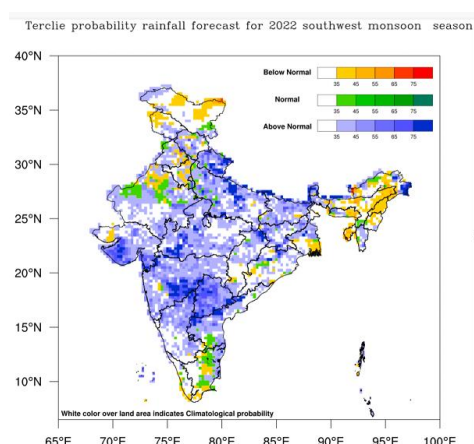 Terclie probability rainfall forecast for 2022 southwest monsoon season
40°N
35°N
30°N
25°N
20°N
15°N
10°N
Below Normal
35 45 55 65 75
Normal
35 45 55 65 75
Above Normal
35 45 55 65 75
White color over land area indicates Climatological probability
65°E 70°E 75°E 80°E 85°E 90°E 95°E 100°E